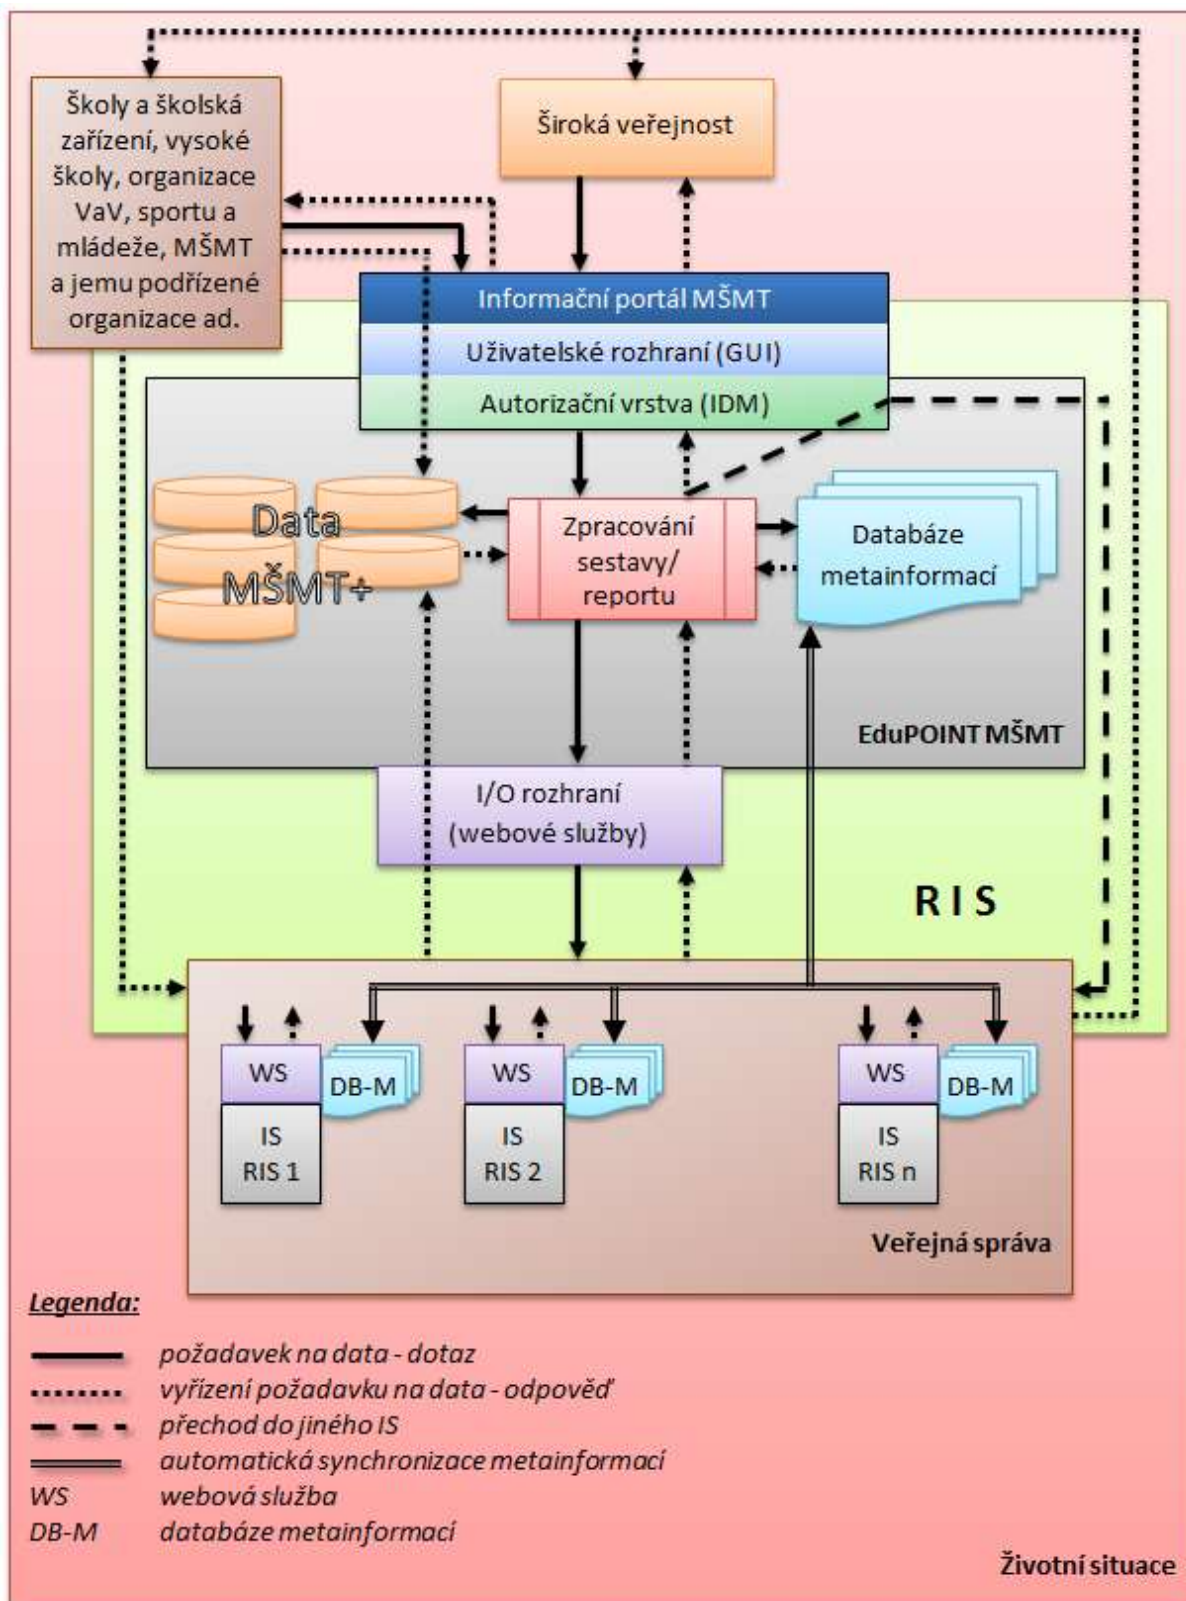 Školy a školská
zařízení, vysoké
školy, organizace
VaV, sportu a
mládeže, MŠMT
a jemu podřízené
organizace ad.
Široká veřejnost
Informační portál MŠMT
Uživatelské rozhraní (GUI)
Autorizační vrstva (IDM)
Data
MŠMT+
Zpracování
sestavy/
reportu
Databáze
metainformací
EduPOINT MŠMT
I/O rozhraní
(webové služby)
R I S
WS
DB-M
IS
RIS 1
WS
DB-M
IS
RIS 2
WS
DB-M
IS
RIS n
Veřejná správa
Legenda:
požadavek na data - dotaz
vyřízení požadavku na data - odpověď
přechod do jiného IS
automatická synchronizace metainformací
WS webová služba
DB-M databáze metainformací
Životní situace